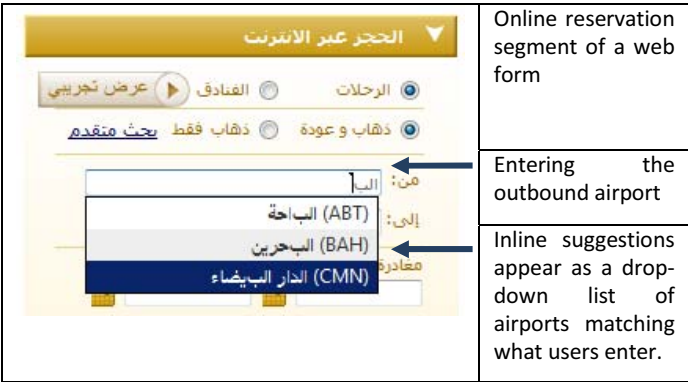 الحجز عبر الانترنت
الرحلات الفنادق عرض تجريبي
ذهاب و عودة ذهاب فقط بحث متقدم
من: الب
إلى:
(ABT) الباحة
(BAH) البحرين
(CMN) الدار البيضاء
مغادرة
Online reservation
segment of a web
form
Entering the
outbound airport
Inline suggestions
appear as a drop-
down list of
airports matching
what users enter.